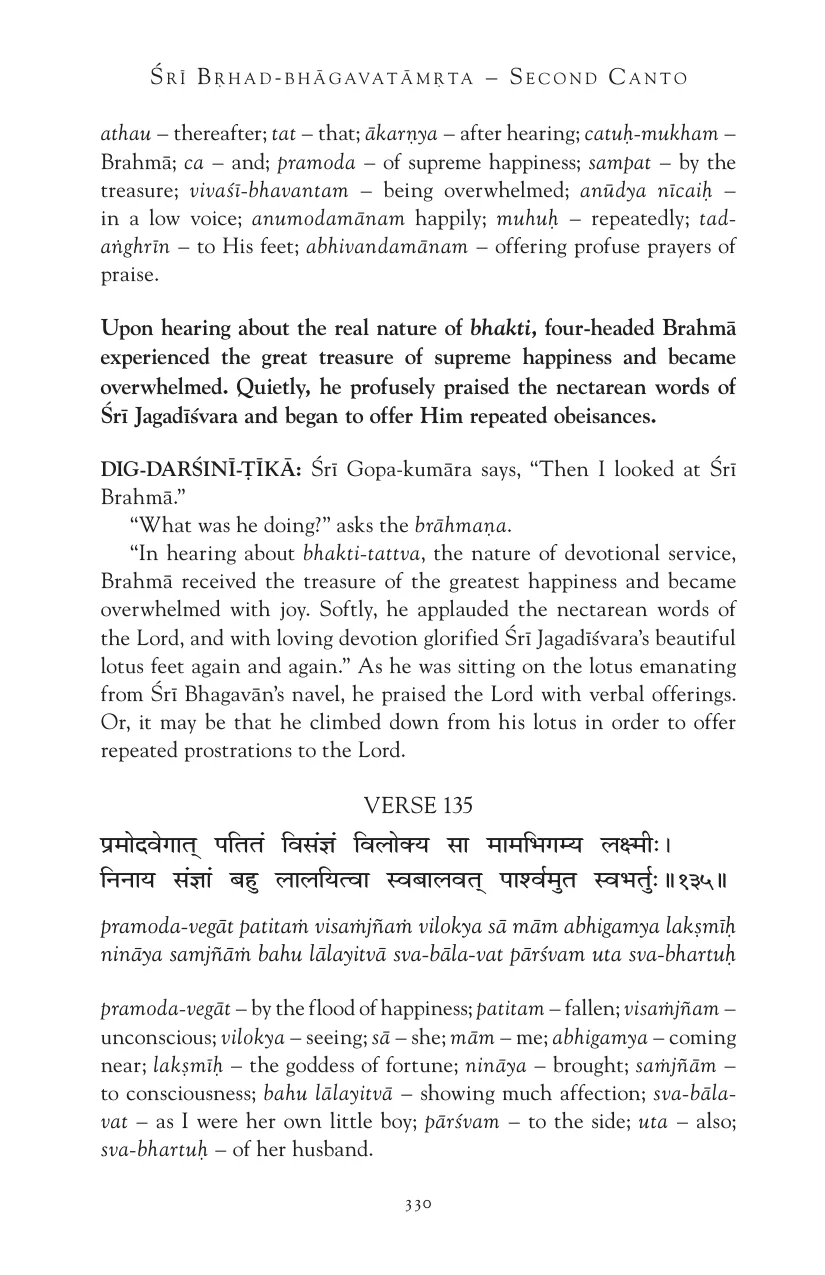 ŚRĪ BṚHAD-BHĀGAVATĀMṚTA – SECOND CANTO
athau – thereafter; tat – that; ākarṇya – after hearing; catuḥ-mukham –
Brahmā; ca – and; pramoda – of supreme happiness; sampat – by the
treasure; vivaśī-bhavantam – being overwhelmed; anūdya nīcaiḥ –
in a low voice; anumodamānam happily; muhuḥ – repeatedly; tad-
aṅghrīn – to His feet; abhivandamānam – offering profuse prayers of
praise.
Upon hearing about the real nature of bhakti, four-headed Brahmā
experienced the great treasure of supreme happiness and became
overwhelmed. Quietly, he profusely praised the nectarean words of
Śrī Jagadīśvara and began to offer Him repeated obeisances.
DIG-DARŚINĪ-ṬĪKĀ: Śrī Gopa-kumāra says, “Then I looked at Śrī
Brahmā.”
“What was he doing?” asks the brāhmaṇa.
“In hearing about bhakti-tattva, the nature of devotional service,
Brahmā received the treasure of the greatest happiness and became
overwhelmed with joy. Softly, he applauded the nectarean words of
the Lord, and with loving devotion glorified Śrī Jagadīśvara’s beautiful
lotus feet again and again.” As he was sitting on the lotus emanating
from Śrī Bhagavān’s navel, he praised the Lord with verbal offerings.
Or, it may be that he climbed down from his lotus in order to offer
repeated prostrations to the Lord.
VERSE 135
प्रमोदवेगात् पतितं विसंज्ञं विलोक्य सा मामभिगम्य लक्ष्मीः।
निनाय संज्ञां बहु लालयित्वा स्वबालवत् पार्श्वमुत स्वभर्तुः॥१३५॥
pramoda-vegāt patitaṁ visaṁjñaṁ vilokya sā mām abhigamya lakṣmīḥ
nināya samjñāṁ bahu lālayitvā sva-bāla-vat pārśvam uta sva-bhartuḥ
pramoda-vegāt – by the flood of happiness; patitam – fallen; visaṁjñam –
unconscious; vilokya – seeing; sā – she; mām – me; abhigamya – coming
near; lakṣmīḥ – the goddess of fortune; nināya – brought; saṁjñām –
to consciousness; bahu lālayitvā – showing much affection; sva-bāla-
vat – as I were her own little boy; pārśvam – to the side; uta – also;
sva-bhartuḥ – of her husband.
330